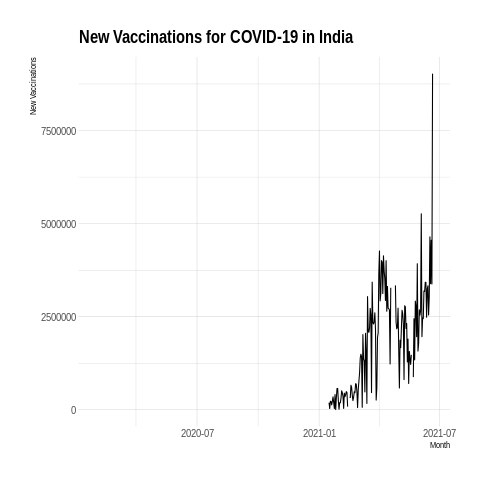 New Vaccinations for COVID-19 in India
New Vaccinations
7500000
5000000
2500000
0
2020-07
2021-01
2021-07
Month